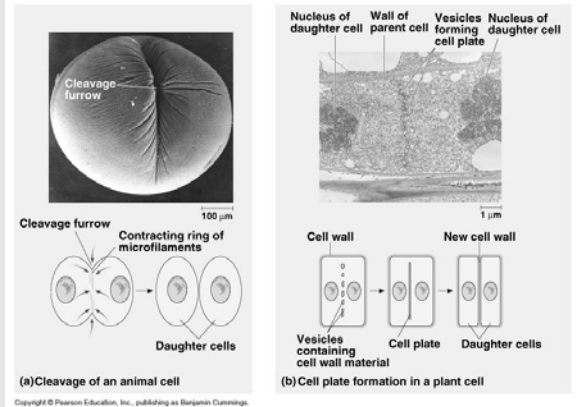 Cleavage
furrow
100 μm
Cleavage furrow
Contracting ring of
microfilaments
Daughter cells
(a)Cleavage of an animal cell
Nucleus of
daughter cell
Wall of
parent cell
Vesicles
forming
cell plate
Nucleus of
daughter cell
1 μm
Cell wall
New cell wall
Vesicles
containing
cell wall material
Cell plate
Daughter cells
(b)Cell plate formation in a plant cell
Copyright © Pearson Education, Inc., publishing as Benjamin Cummings.